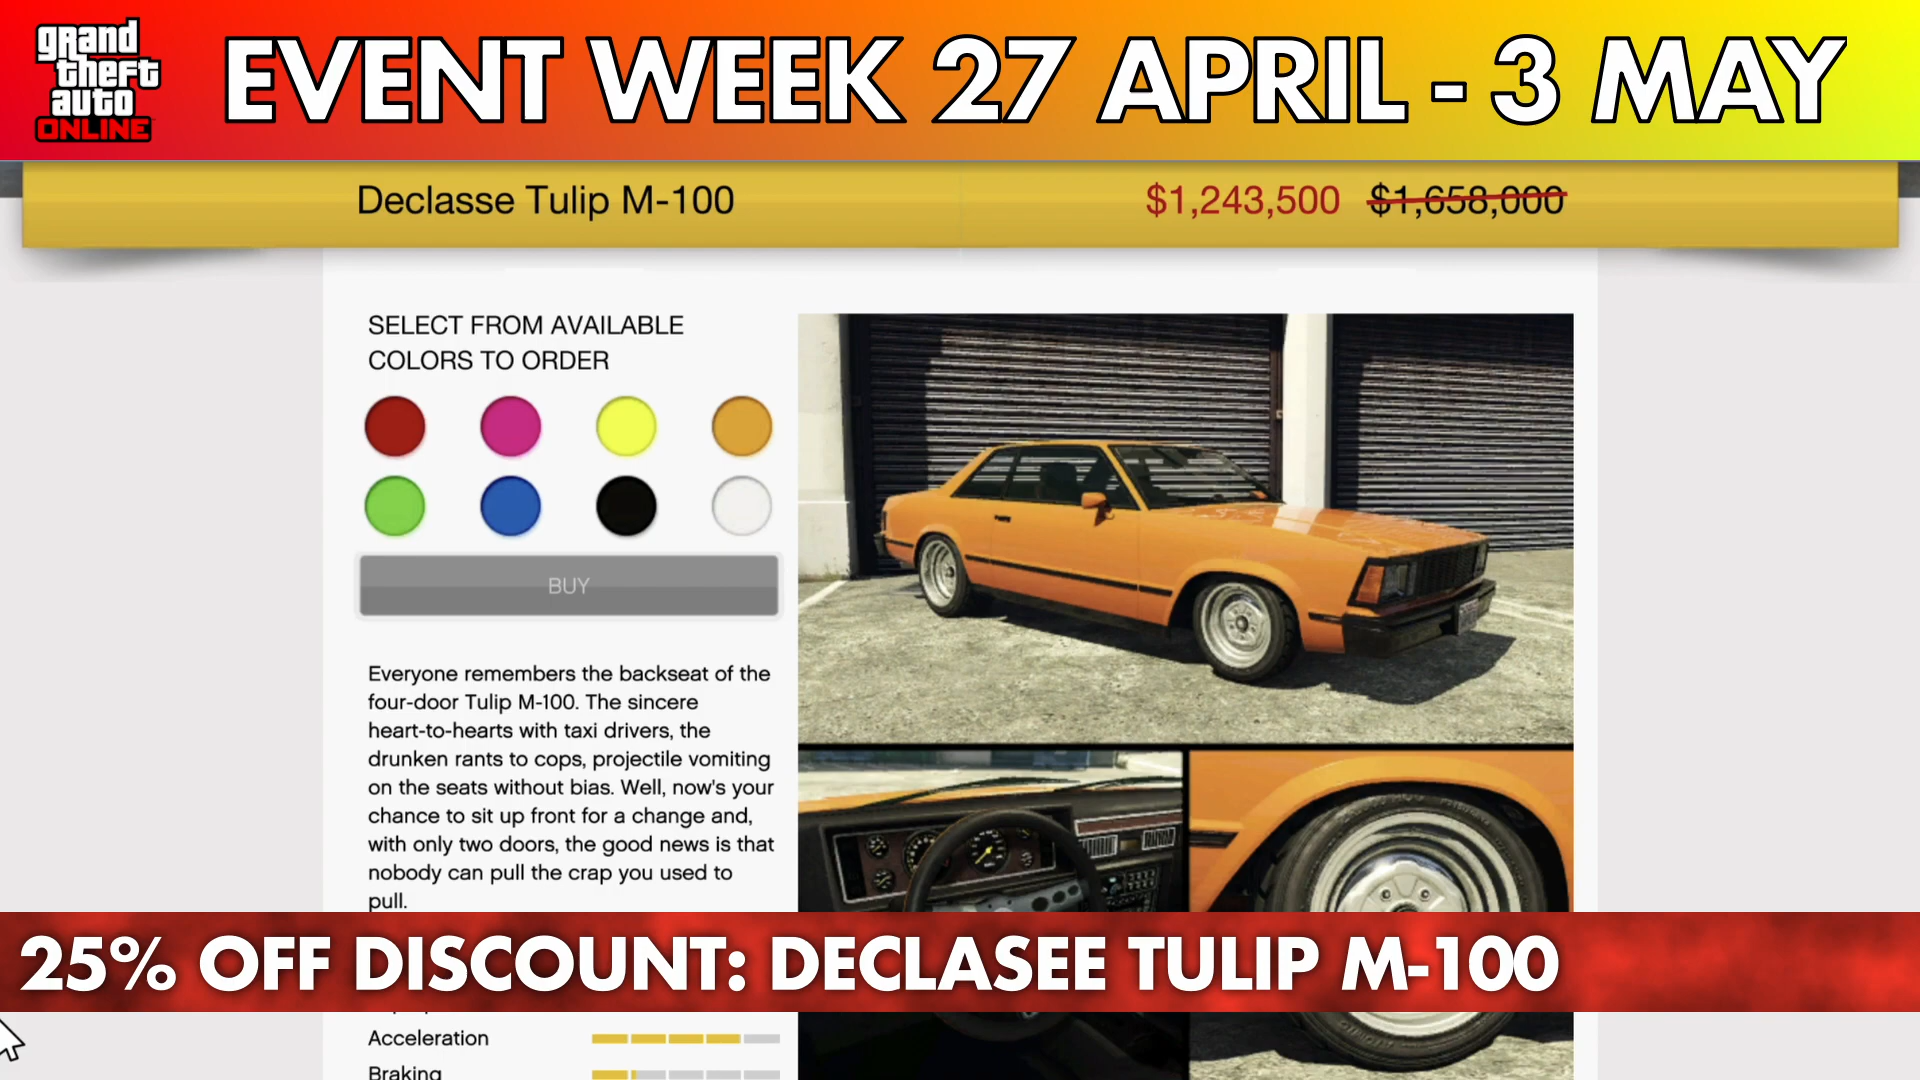 grand
theft
auto
ONLINE
EVENT WEEK 27 APRIL - 3 MAY
Declasse Tulip M-100
$1,243,500 $1,658,000
SELECT FROM AVAILABLE
COLORS TO ORDER
BUY
Everyone remembers the backseat of the
four-door Tulip M-100. The sincere
heart-to-hearts with taxi drivers, the
drunken rants to cops, projectile vomiting
on the seats without bias. Well, now's your
chance to sit up front for a change and,
with only two doors, the good news is that
nobody can pull the crap you used to
pull.
25% OFF DISCOUNT: DECLASEE TULIP M-100
Acceleration
Braking